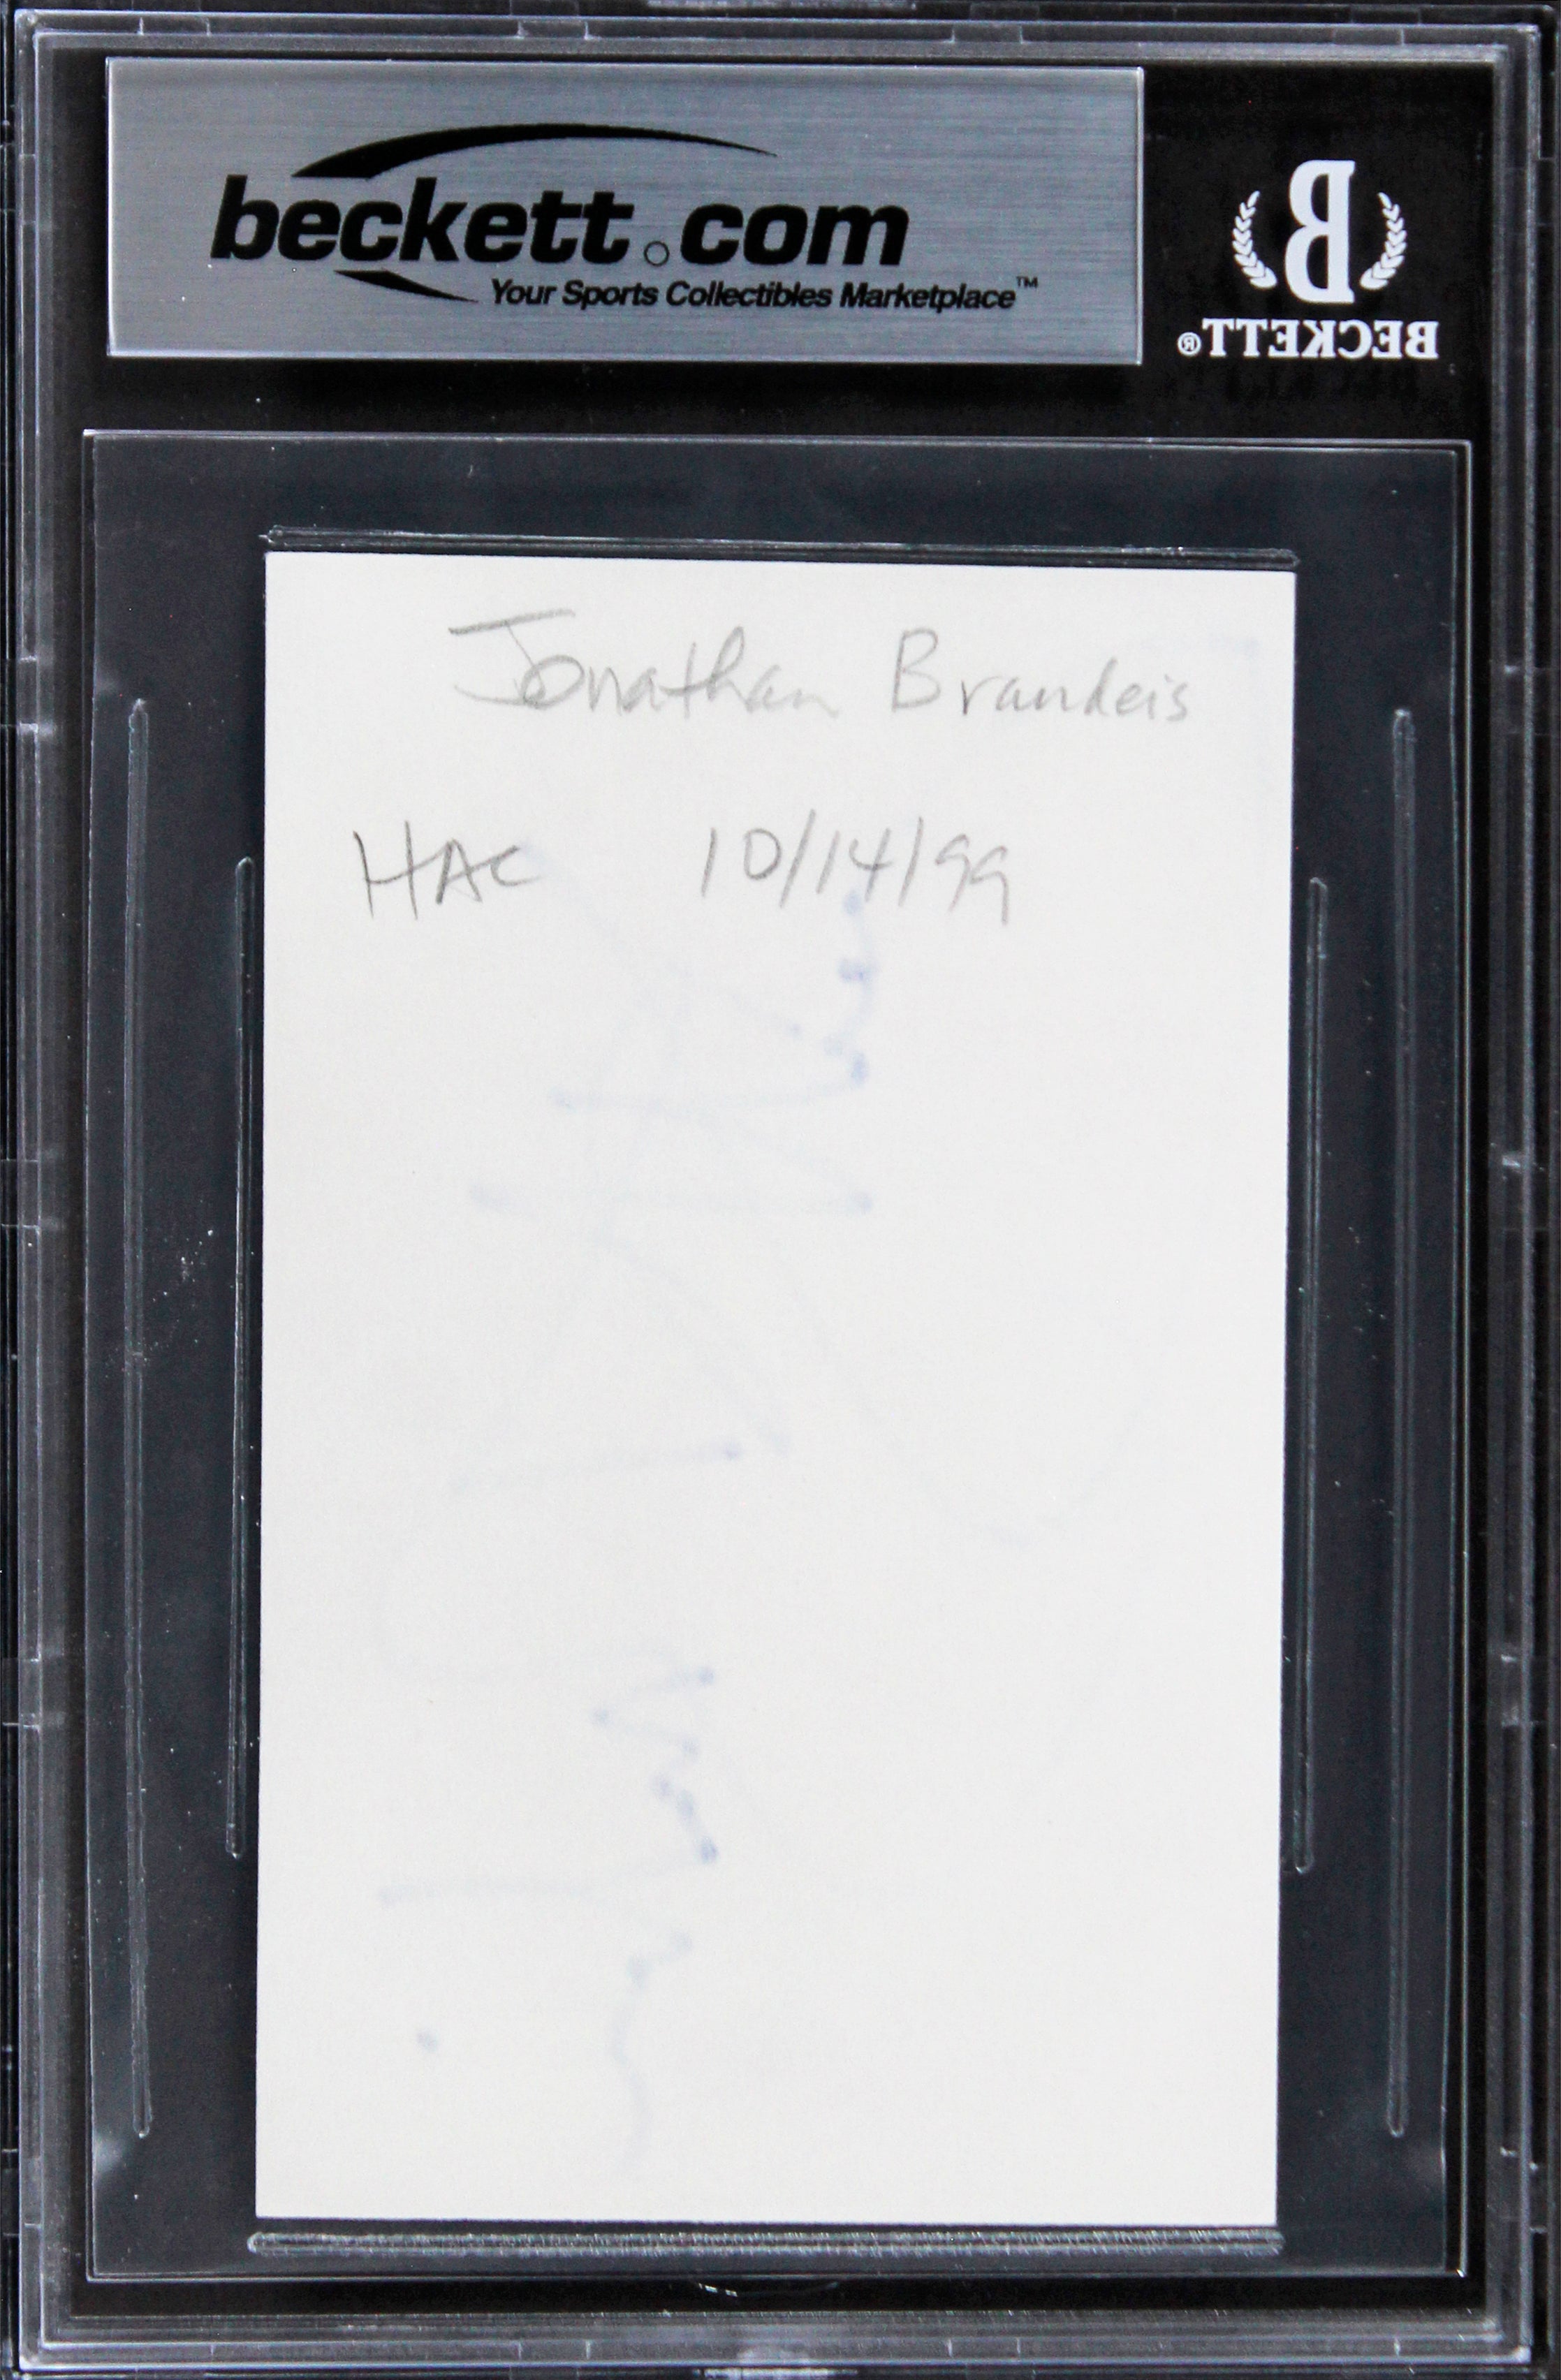 beckett.com
Your Sports Collectibles Marketplace™
B
BECKETT®
Jonathan Brandeis
HAC 10/14/99